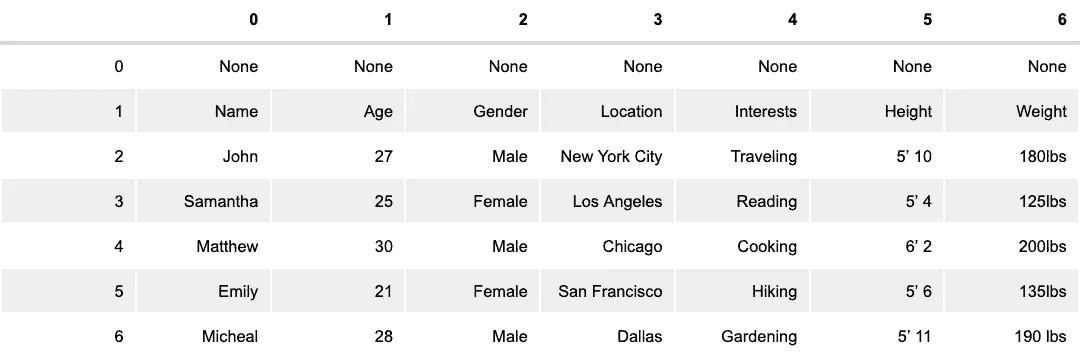 0 1 2 3 4 5 6
0 None None None None None None None
1 Name Age Gender Location Interests Height Weight
2 John 27 Male New York City Traveling 5’ 10 180lbs
3 Samantha 25 Female Los Angeles Reading 5’ 4 125lbs
4 Matthew 30 Male Chicago Cooking 6’ 2 200lbs
5 Emily 21 Female San Francisco Hiking 5’ 6 135lbs
6 Micheal 28 Male Dallas Gardening 5’ 11 190 lbs